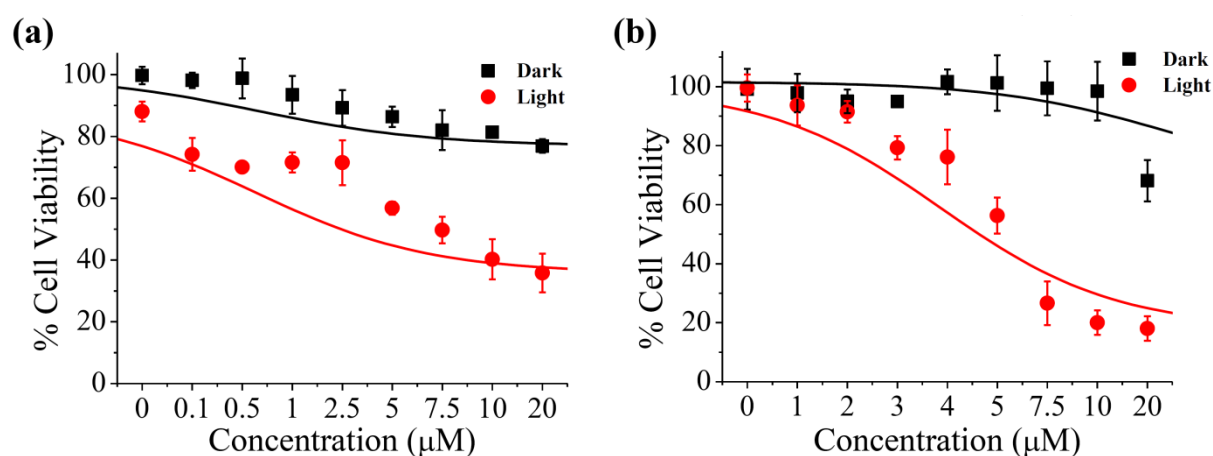 (a)
Dark
Light
100
80
60
40
20
0
% Cell Viability
0 0.1 0.5 1 2.5 5 7.5 10 20
Concentration (μM)
(b)
Dark
Light
100
80
60
40
20
0
% Cell Viability
0 1 2 3 4 5 7.5 10 20
Concentration (μM)